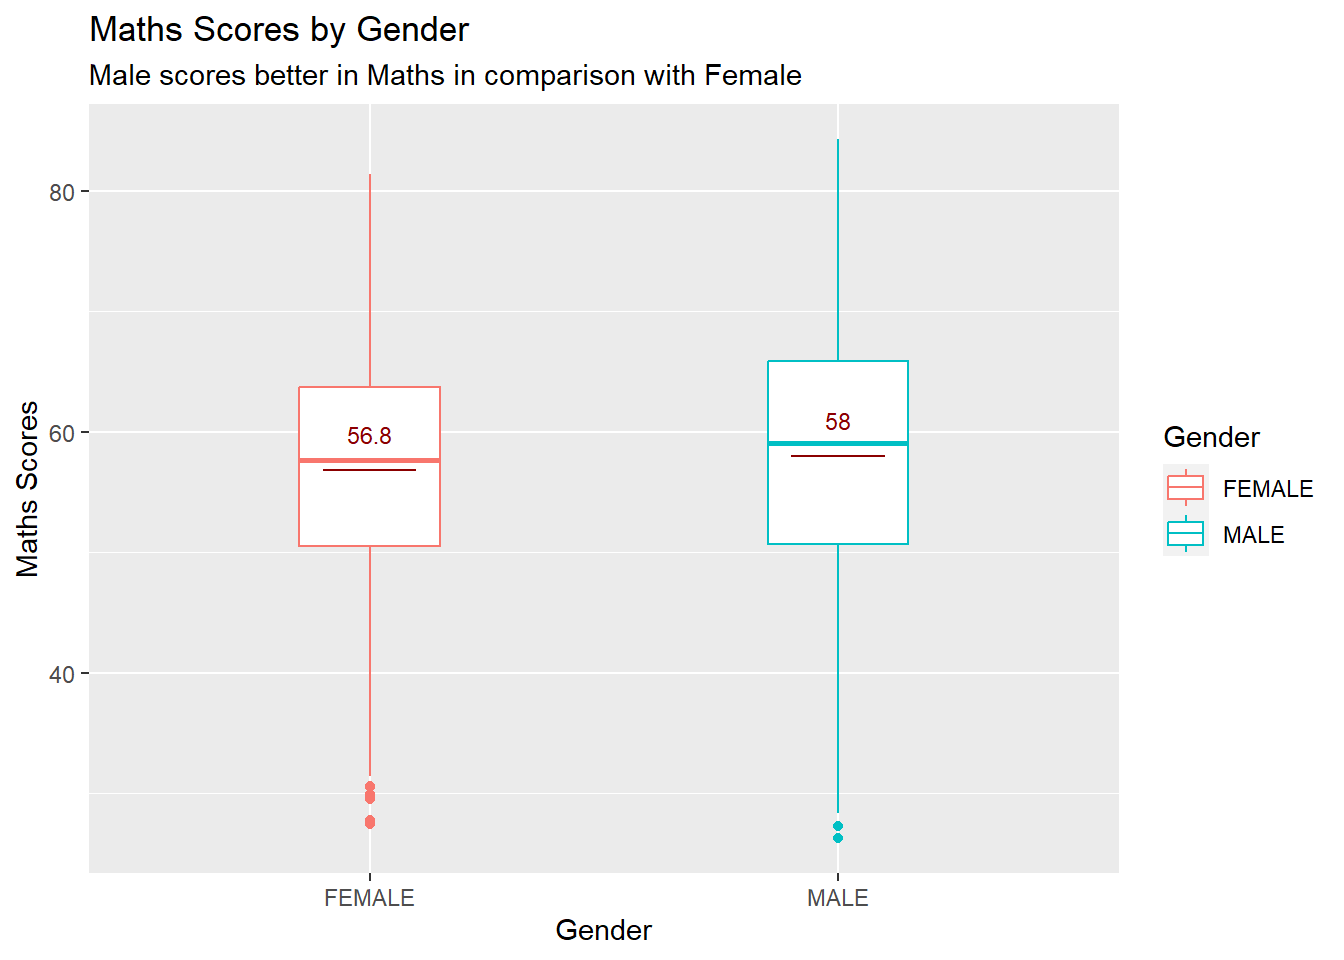 Maths Scores by Gender
Male scores better in Maths in comparison with Female
80
60
40
Maths Scores
56.8
58
FEMALE
MALE
Gender
Gender
FEMALE
MALE